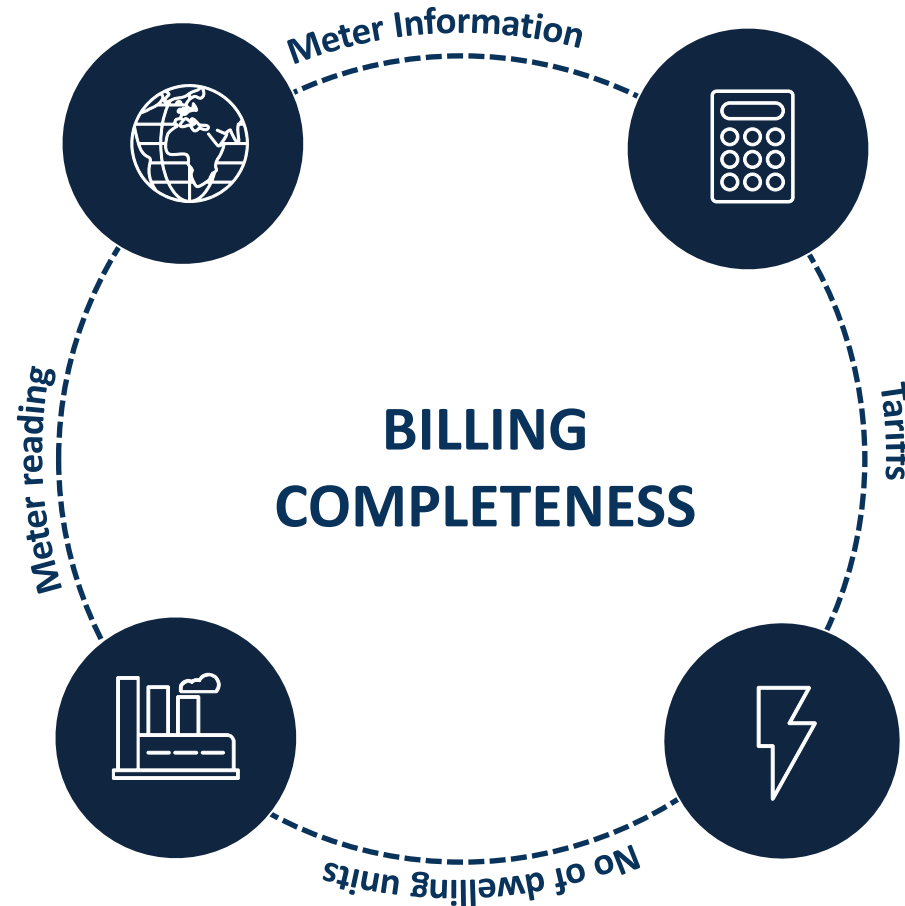 Meter Information
Tariffs
BILLING
COMPLETENESS
Meter reading
No of dwelling units